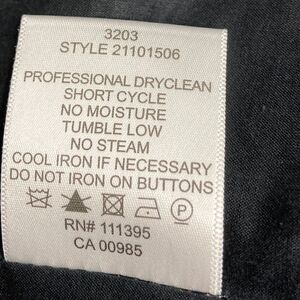 3203
STYLE 21101506
PROFESSIONAL DRYCLEAN
SHORT CYCLE
NO MOISTURE
TUMBLE LOW
NO STEAM
COOL IRON IF NECESSARY
DO NOT IRON ON BUTTONS
P
RN# 111395
CA 00985